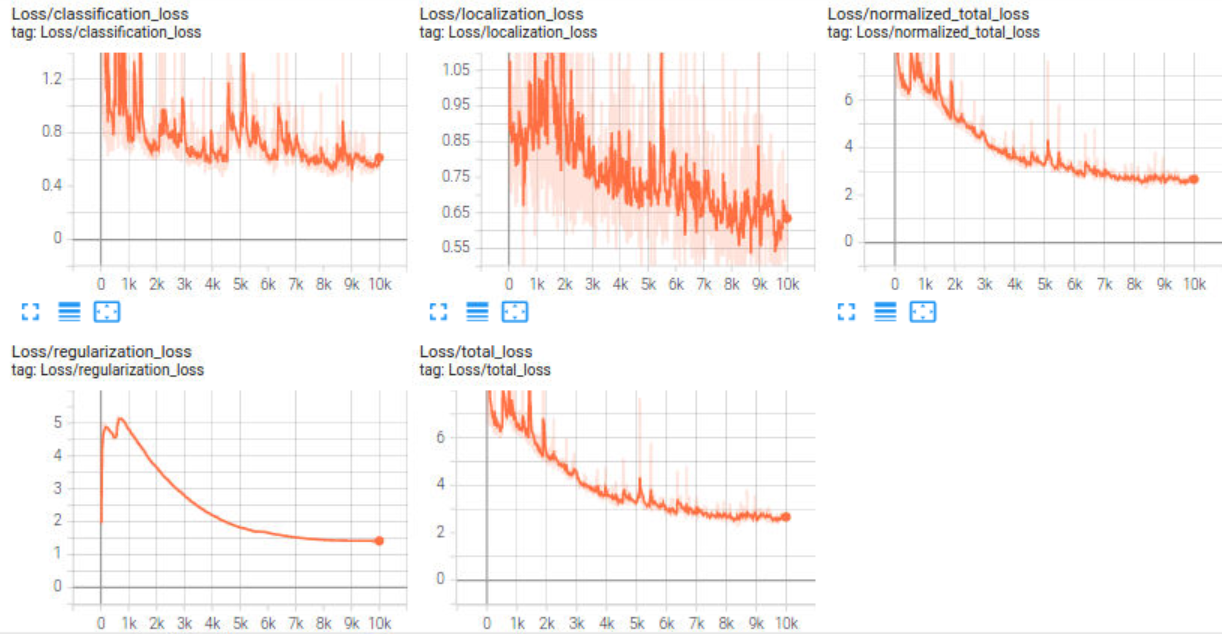 Loss/classification_loss
tag: Loss/classification_loss
1.2
0.8
0.4
0
0 1k 2k 3k 4k 5k 6k 7k 8k 9k 10k
Loss/localization_loss
tag: Loss/localization_loss
1.05
0.95
0.85
0.75
0.65
0.55
0 1k 2k 3k 4k 5k 6k 7k 8k 9k 10k
Loss/normalized_total_loss
tag: Loss/normalized_total_loss
6
4
2
0
0 1k 2k 3k 4k 5k 6k 7k 8k 9k 10k
Loss/regularization_loss
tag: Loss/regularization_loss
5
4
3
2
1
0
0 1k 2k 3k 4k 5k 6k 7k 8k 9k 10k
Loss/total_loss
tag: Loss/total_loss
6
4
2
0
0 1k 2k 3k 4k 5k 6k 7k 8k 9k 10k